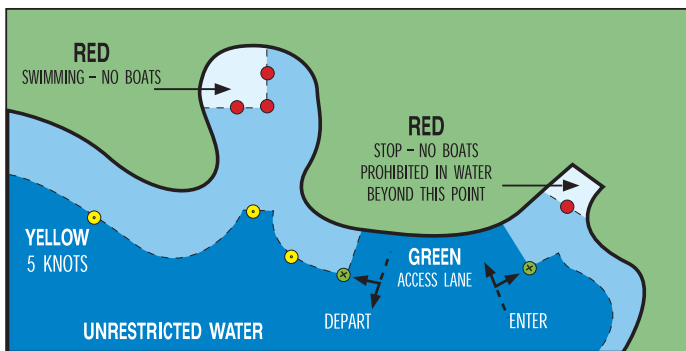 RED
SWIMMING – NO BOATS
RED
STOP – NO BOATS
PROHIBITED IN WATER
BEYOND THIS POINT
YELLOW
5 KNOTS
GREEN
ACCESS LANE
DEPART
ENTER
UNRESTRICTED WATER